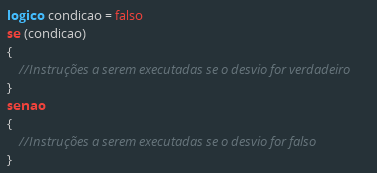 logico condicao = falso
se (condicao)
{
//Instruções a serem executadas se o desvio for verdadeiro
}
senao
{
//Instruções a serem executadas se o desvio for falso
}